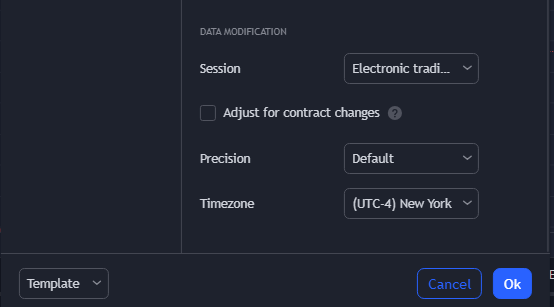 DATA MODIFICATION
Session
Electronic tradi...
Adjust for contract changes ?
Precision
Default
Timezone
(UTC-4) New York
Template
Cancel
Ok